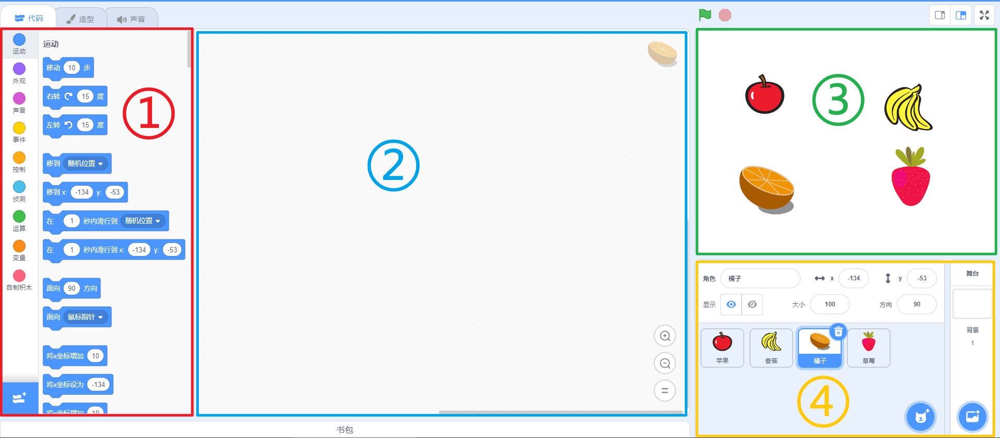 代码
造型
声音
运动
外观
声音
事件
控制
侦测
运算
变量
自制积木
运动
移动 10 步
右转 15 度
左转 15 度
移到 随机位置
移到 x: -134 y: -53
在 1 秒内滑行到 随机位置
在 1 秒内滑行到 x: -134 y: -53
面向 90 方向
面向 鼠标指针
将x坐标增加 10
将x坐标设为 -134
将y坐标增加 10
①
②
③
角色 橘子 x -134 y -53
显示 大小 100 方向 90
苹果
香蕉
橘子
草莓
④
舞台
背景
1
书包